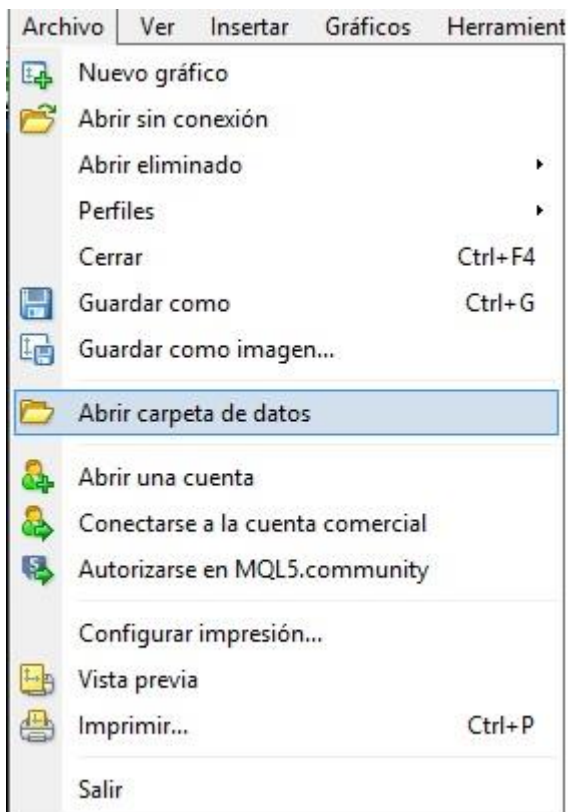 Archivo Ver Insertar Gráficos Herramient
Nuevo gráfico
Abrir sin conexión
Abrir eliminado
Perfiles
Cerrar Ctrl+F4
Guardar como Ctrl+G
Guardar como imagen...
Abrir carpeta de datos
Abrir una cuenta
Conectarse a la cuenta comercial
Autorizarse en MQL5.community
Configurar impresión...
Vista previa
Imprimir... Ctrl+P
Salir